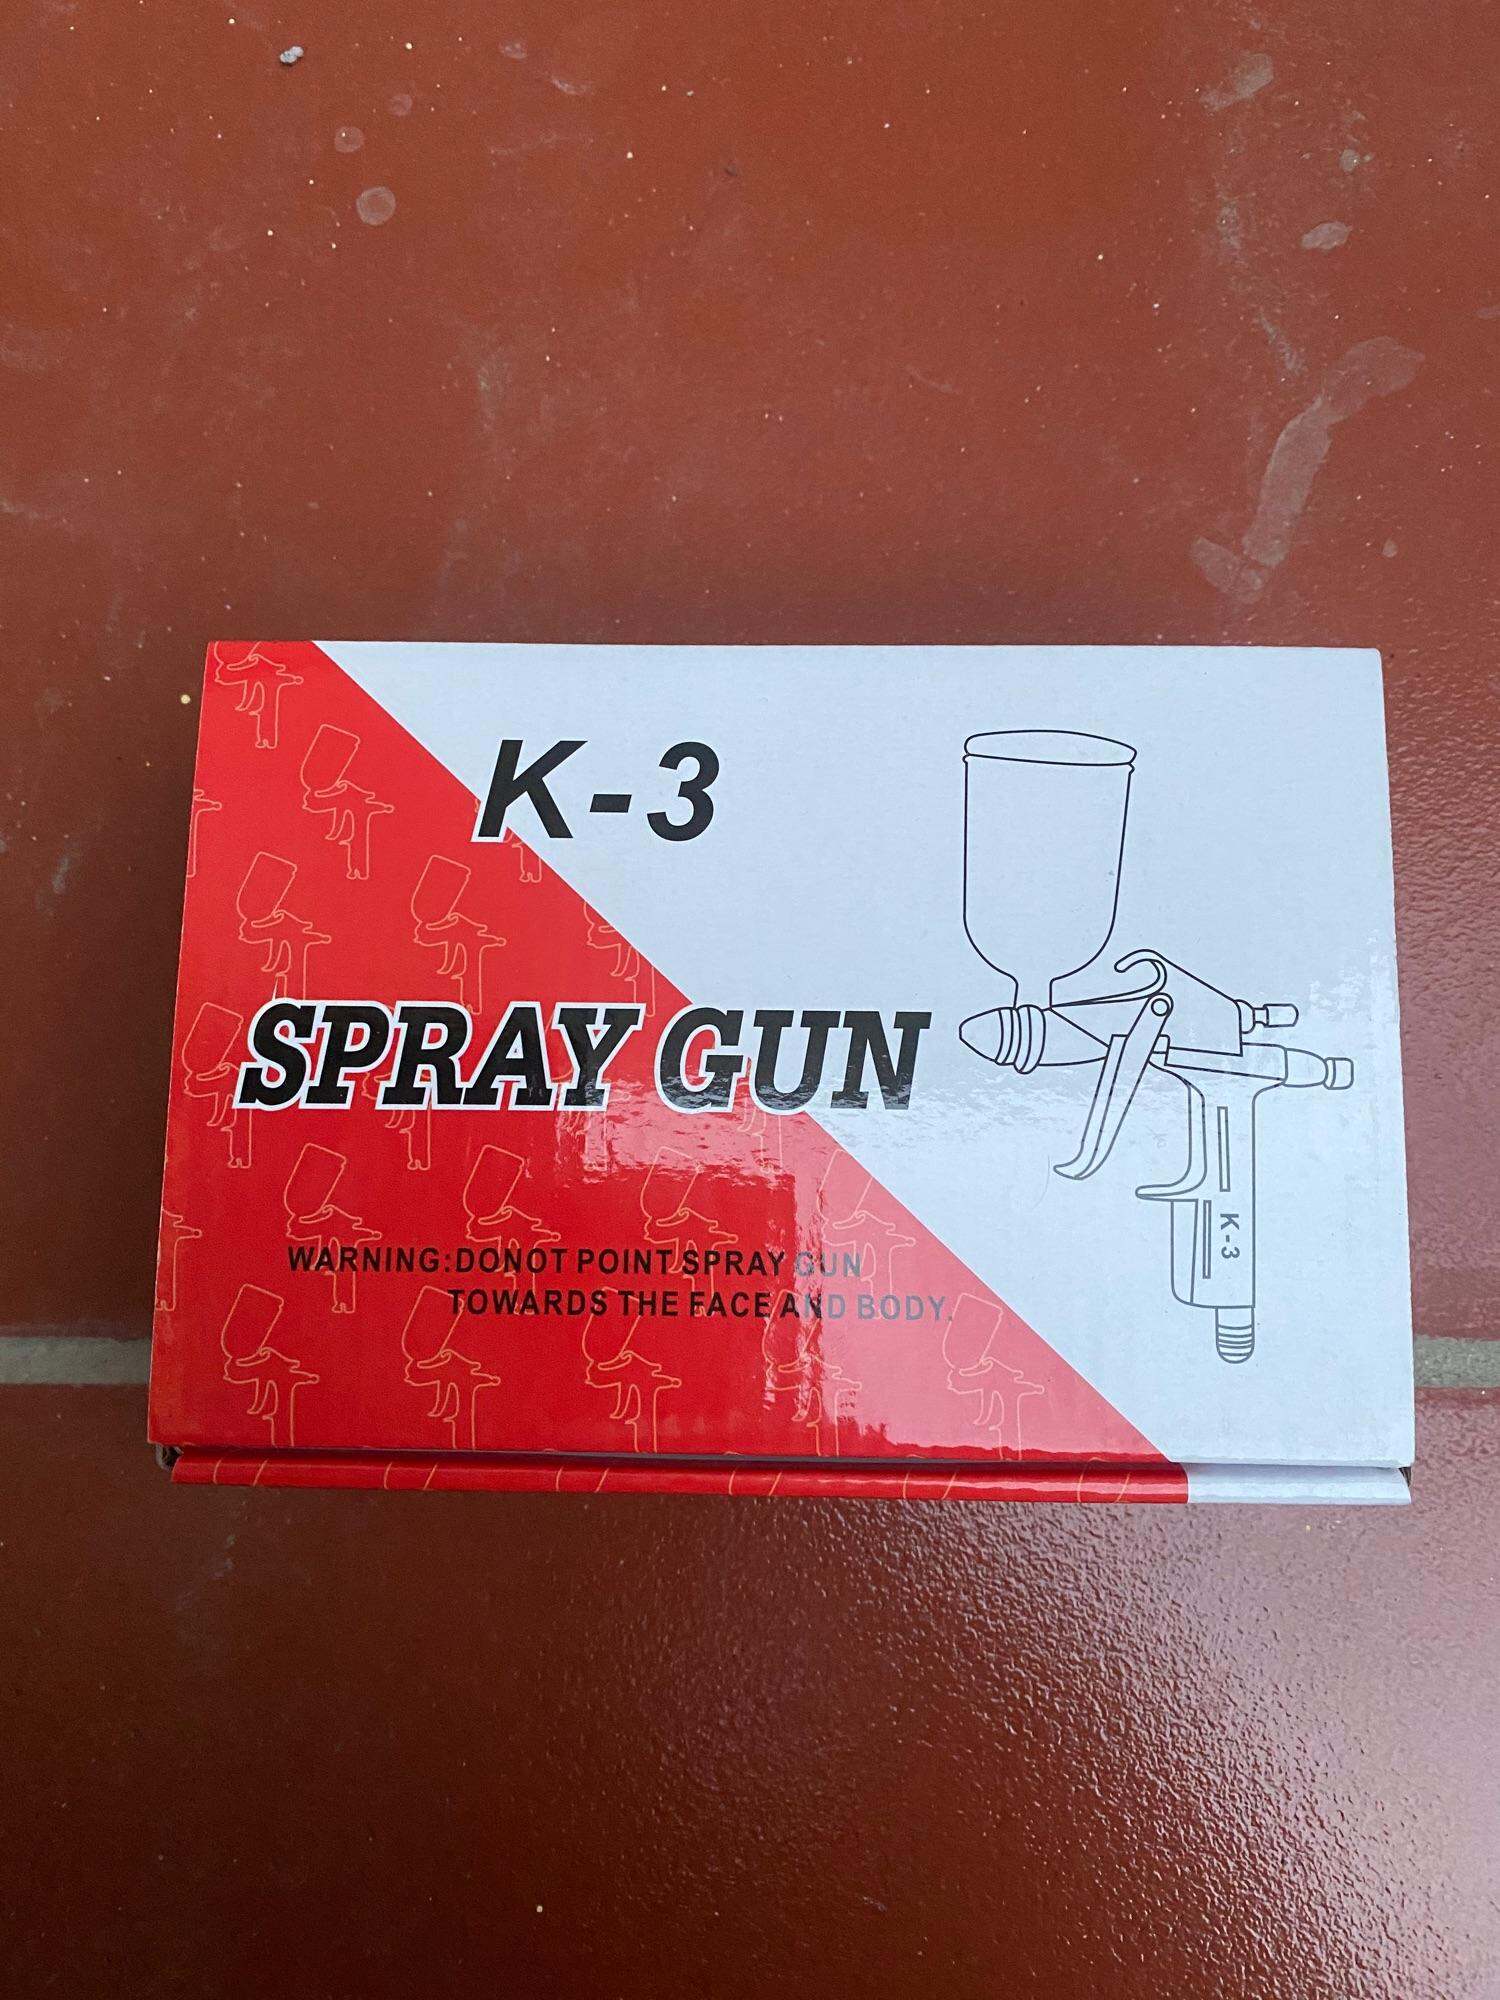 K-3
SPRAY GUN
WARNING:DONOT POINT SPRAY GUN
TOWARDS THE FACE AND BODY.
K-3